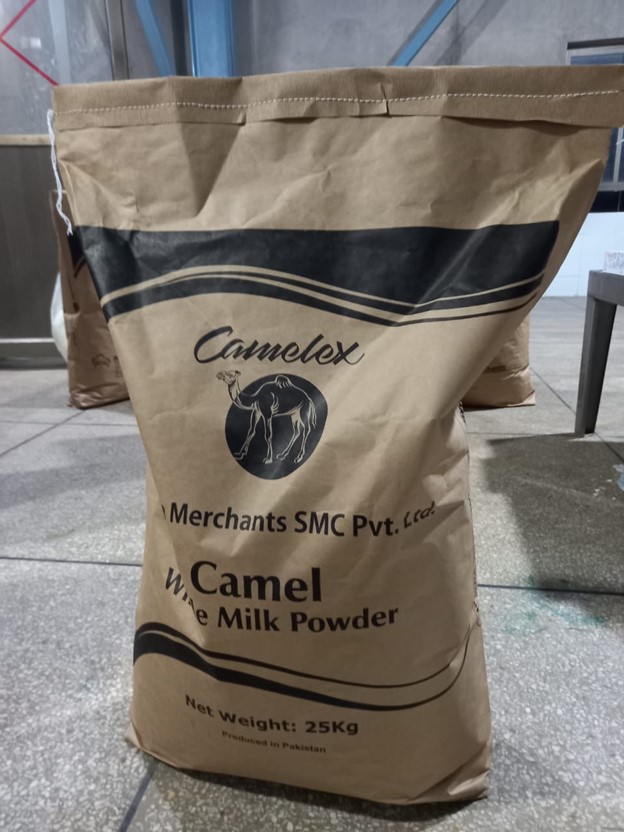 Camelex
Merchants SMC Pvt. Ltd.
Camel
Milk Powder
Net Weight: 25Kg
Produced in Pakistan